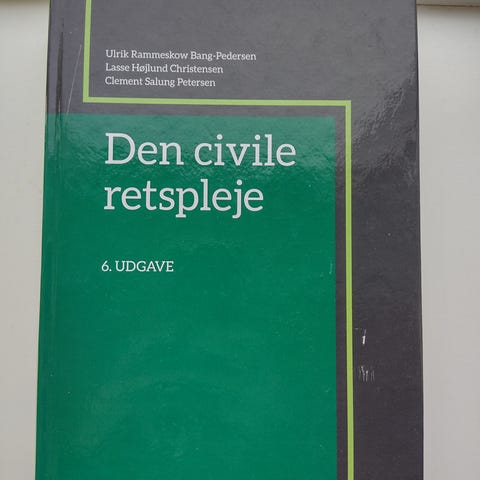 Ulrik Rammeskow Bang-Pedersen
Lasse Højlund Christensen
Clement Salung Petersen
Den civile
retspleje
6. UDGAVE